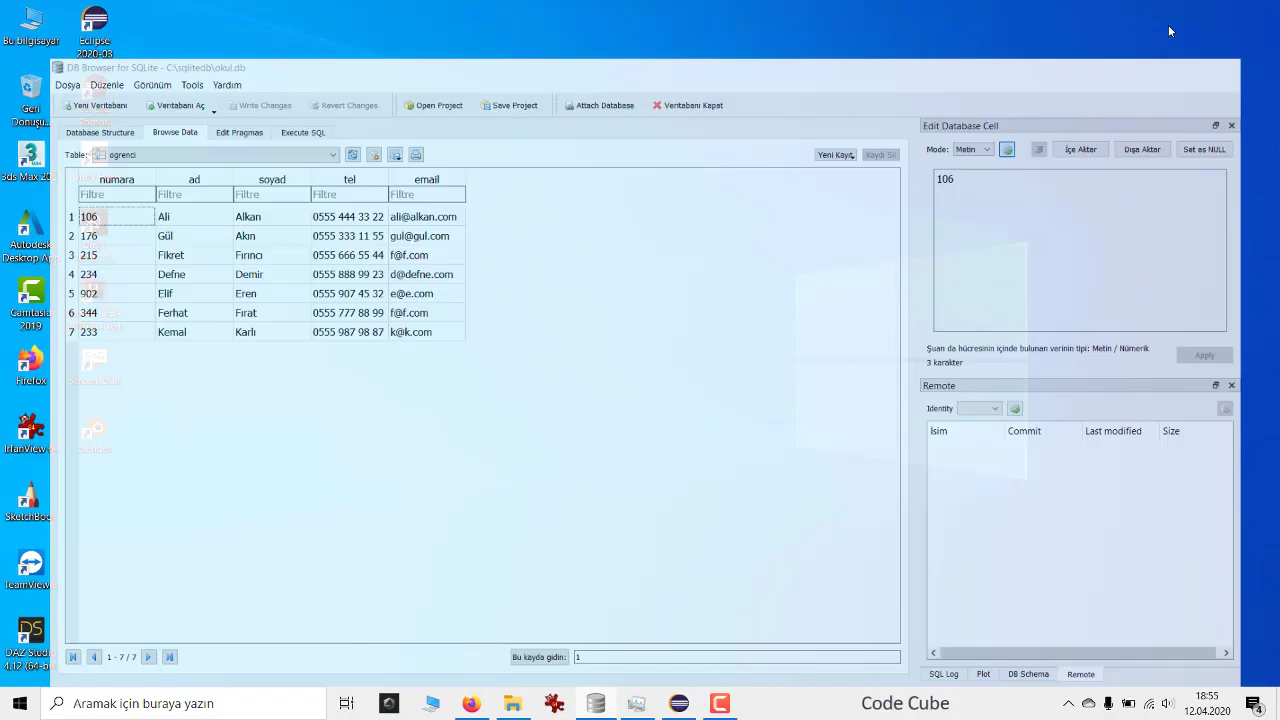 Bu bilgisayar
Eclipse
2020-03
Geri
Dönüşü...
3ds Max 20
Autodesk
Desktop Ap
Camtasia
2019
Firefox
IrfanView 64
SketchBoo
TeamViewe
DAZ Studi
4.12 (64-bi
DB Browser for SQLite - C:\sqlitedb\okul.db
Dosya Düzenle Görünüm Tools Yardım
Yeni Veritabanı Veritabanı Aç Write Changes Revert Changes Open Project Save Project Attach Database Veritabanı Kapat
Database Structure Browse Data Edit Pragmas Execute SQL
Table: ogrenci Yeni Kayıt Kaydı Sil
numara ad soyad tel email
Filtre Filtre Filtre Filtre Filtre
1 106 Ali Alkan 0555 444 33 22 ali@alkan.com
2 176 Gül Akın 0555 333 11 55 gul@gul.com
3 215 Fikret Fırıncı 0555 666 55 44 f@f.com
4 234 Defne Demir 0555 888 99 23 d@defne.com
5 902 Elif Eren 0555 907 45 32 e@e.com
6 344 Ferhat Fırat 0555 777 88 99 f@f.com
7 233 Kemal Karlı 0555 987 98 87 k@k.com
1 - 7 / 7 Bu kayda gidin: 1
Edit Database Cell
Mode: Metin İçe Aktar Dışa Aktar Set as NULL
106
Şuan da hücresinin içinde bulunan verinin tipi: Metin / Nümerik
3 karakter
Apply
Remote
Identity
İsim Commit Last modified Size
SQL Log Plot DB Schema Remote
Aramak için buraya yazın
Code Cube
18:55
12.04.2020
4